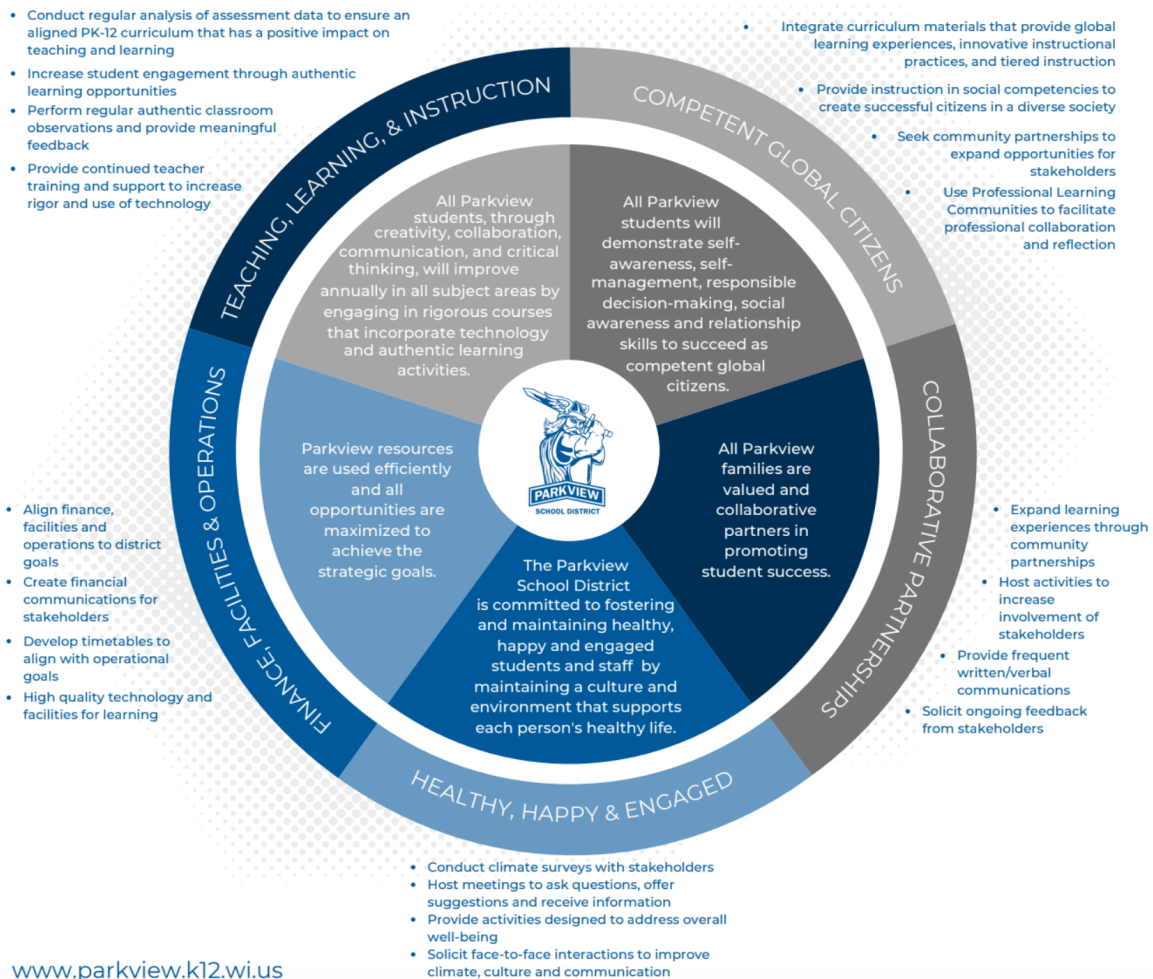 • Conduct regular analysis of assessment data to ensure an
aligned PK-12 curriculum that has a positive impact on
teaching and learning
• Increase student engagement through authentic
learning opportunities
• Perform regular authentic classroom
observations and provide meaningful
feedback
• Provide continued teacher
training and support to increase
rigor and use of technology
• Integrate curriculum materials that provide global
learning experiences, innovative instructional
practices, and tiered instruction
• Provide instruction in social competencies to
create successful citizens in a diverse society
• Seek community partnerships to
expand opportunities for
stakeholders
• Use Professional Learning
Communities to facilitate
professional collaboration
and reflection
TEACHING, LEARNING, & INSTRUCTION
COMPETENT GLOBAL CITIZENS
All Parkview
students, through
creativity, collaboration,
communication, and critical
thinking, will improve
annually in all subject areas by
engaging in rigorous courses
that incorporate technology
and authentic learning
activities.
All Parkview
students will
demonstrate self-
awareness, self-
management, responsible
decision-making, social
awareness and relationship
skills to succeed as
competent global
citizens.
FINANCE, FACILITIES & OPERATIONS
Parkview resources
are used efficiently
and all
opportunities are
maximized to
achieve the
strategic goals.
PARKVIEW
SCHOOL DISTRICT
All Parkview
families are
valued and
collaborative
partners in
promoting
student success.
COLLABORATIVE PARTNERSHIPS
The Parkview
School District
is committed to fostering
and maintaining healthy,
happy and engaged
students and staff by
maintaining a culture and
environment that supports
each person's healthy life.
HEALTHY, HAPPY & ENGAGED
• Align finance,
facilities and
operations to district
goals
• Create financial
communications for
stakeholders
• Develop timetables to
align with operational
goals
• High quality technology and
facilities for learning
• Expand learning
experiences through
community
partnerships
• Host activities to
increase
involvement of
stakeholders
• Provide frequent
written/verbal
communications
• Solicit ongoing feedback
from stakeholders
• Conduct climate surveys with stakeholders
• Host meetings to ask questions, offer
suggestions and receive information
• Provide activities designed to address overall
well-being
• Solicit face-to-face interactions to improve
climate, culture and communication
www.parkview.k12.wi.us